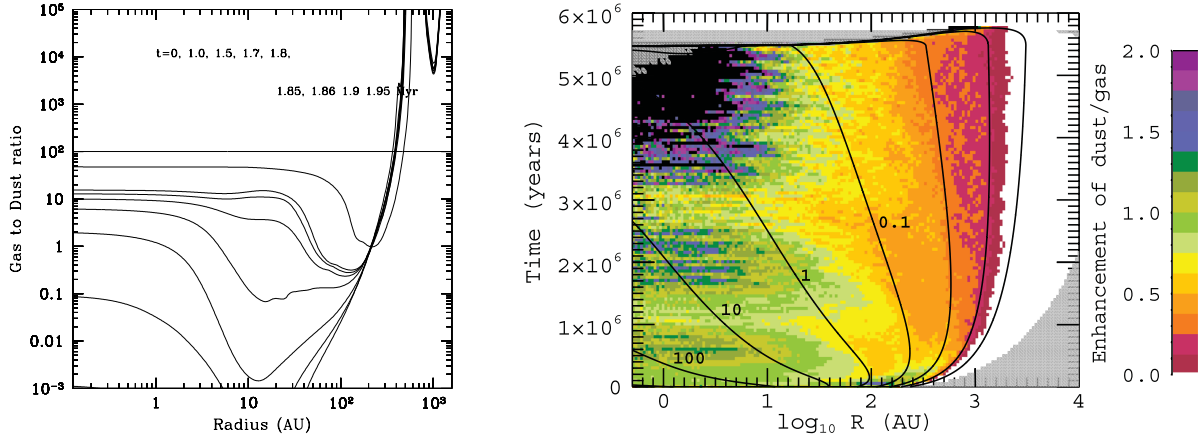 Gas to Dust ratio
10⁵
10⁴
10³
10²
10
1
0.1
0.01
10⁻³
t=0, 1.0, 1.5, 1.7, 1.8,
1.85, 1.86 1.9 1.95
1 10 10² 10³
Radius (AU)
Time (years)
6×10⁶
5×10⁶
4×10⁶
3×10⁶
2×10⁶
1×10⁶
0
0.1
1
10
100
0 1 2 3 4
log₁₀ R (AU)
Enhancement of dust/gas
2.0
1.5
1.0
0.5
0.0